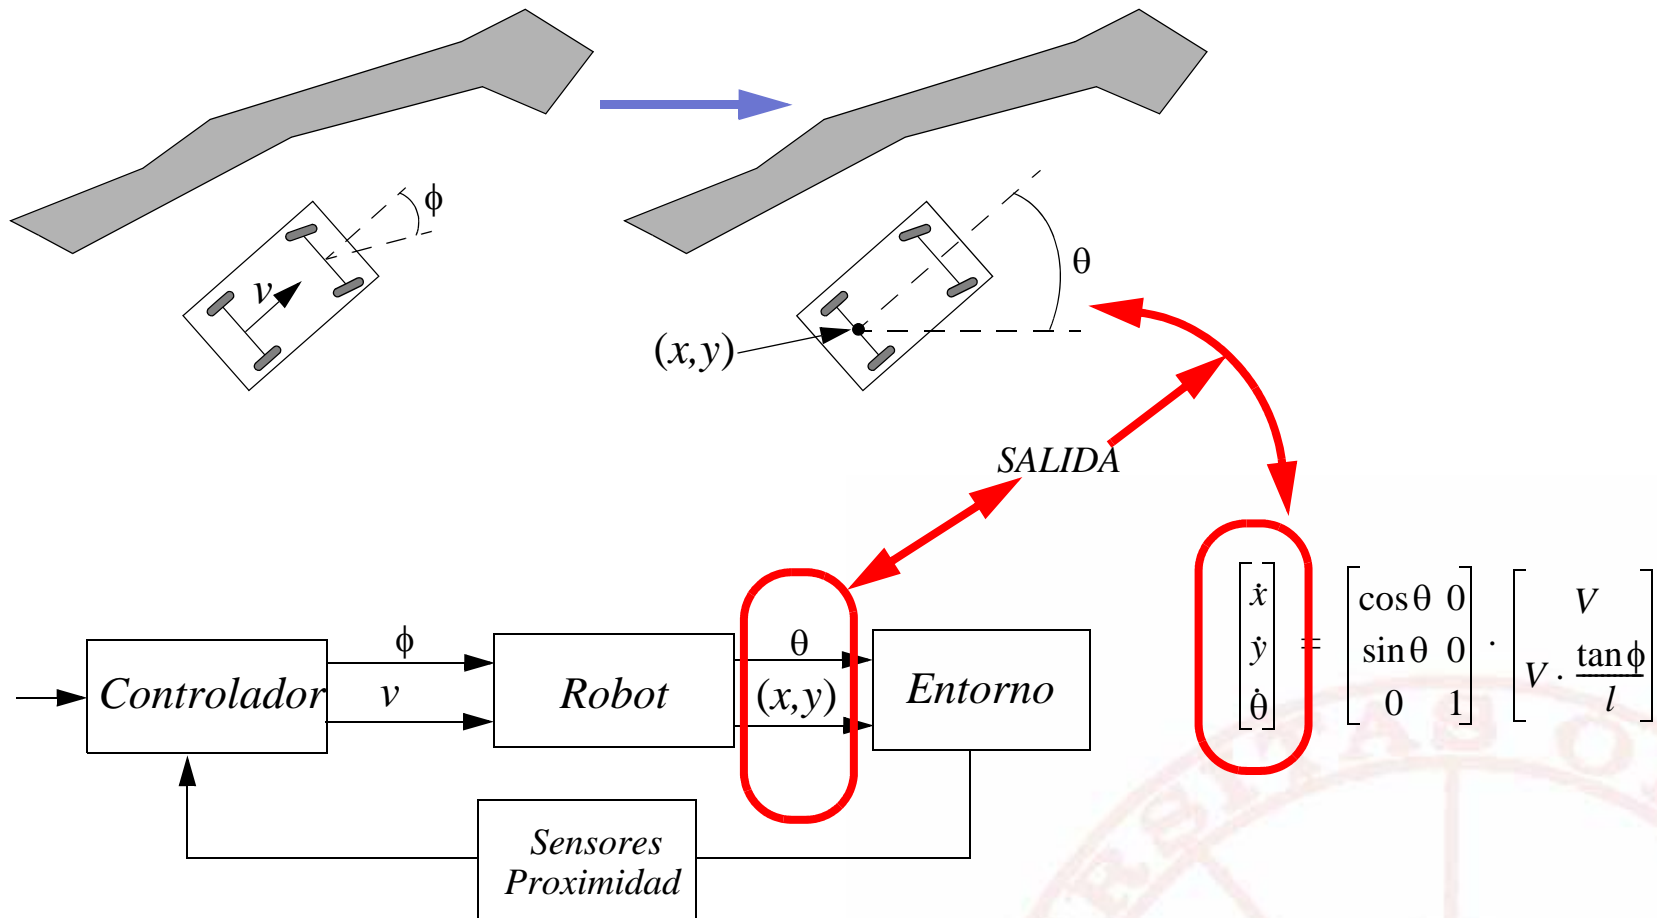 ϕ
v
θ
(x,y)
SALIDA
ϕ
v
θ
(x,y)
Controlador
Robot
Entorno
Sensores
Proximidad
[ẋ ẏ θ̇] = [cosθ 0 sinθ 0 0 1] · [V V · tanϕ / l]